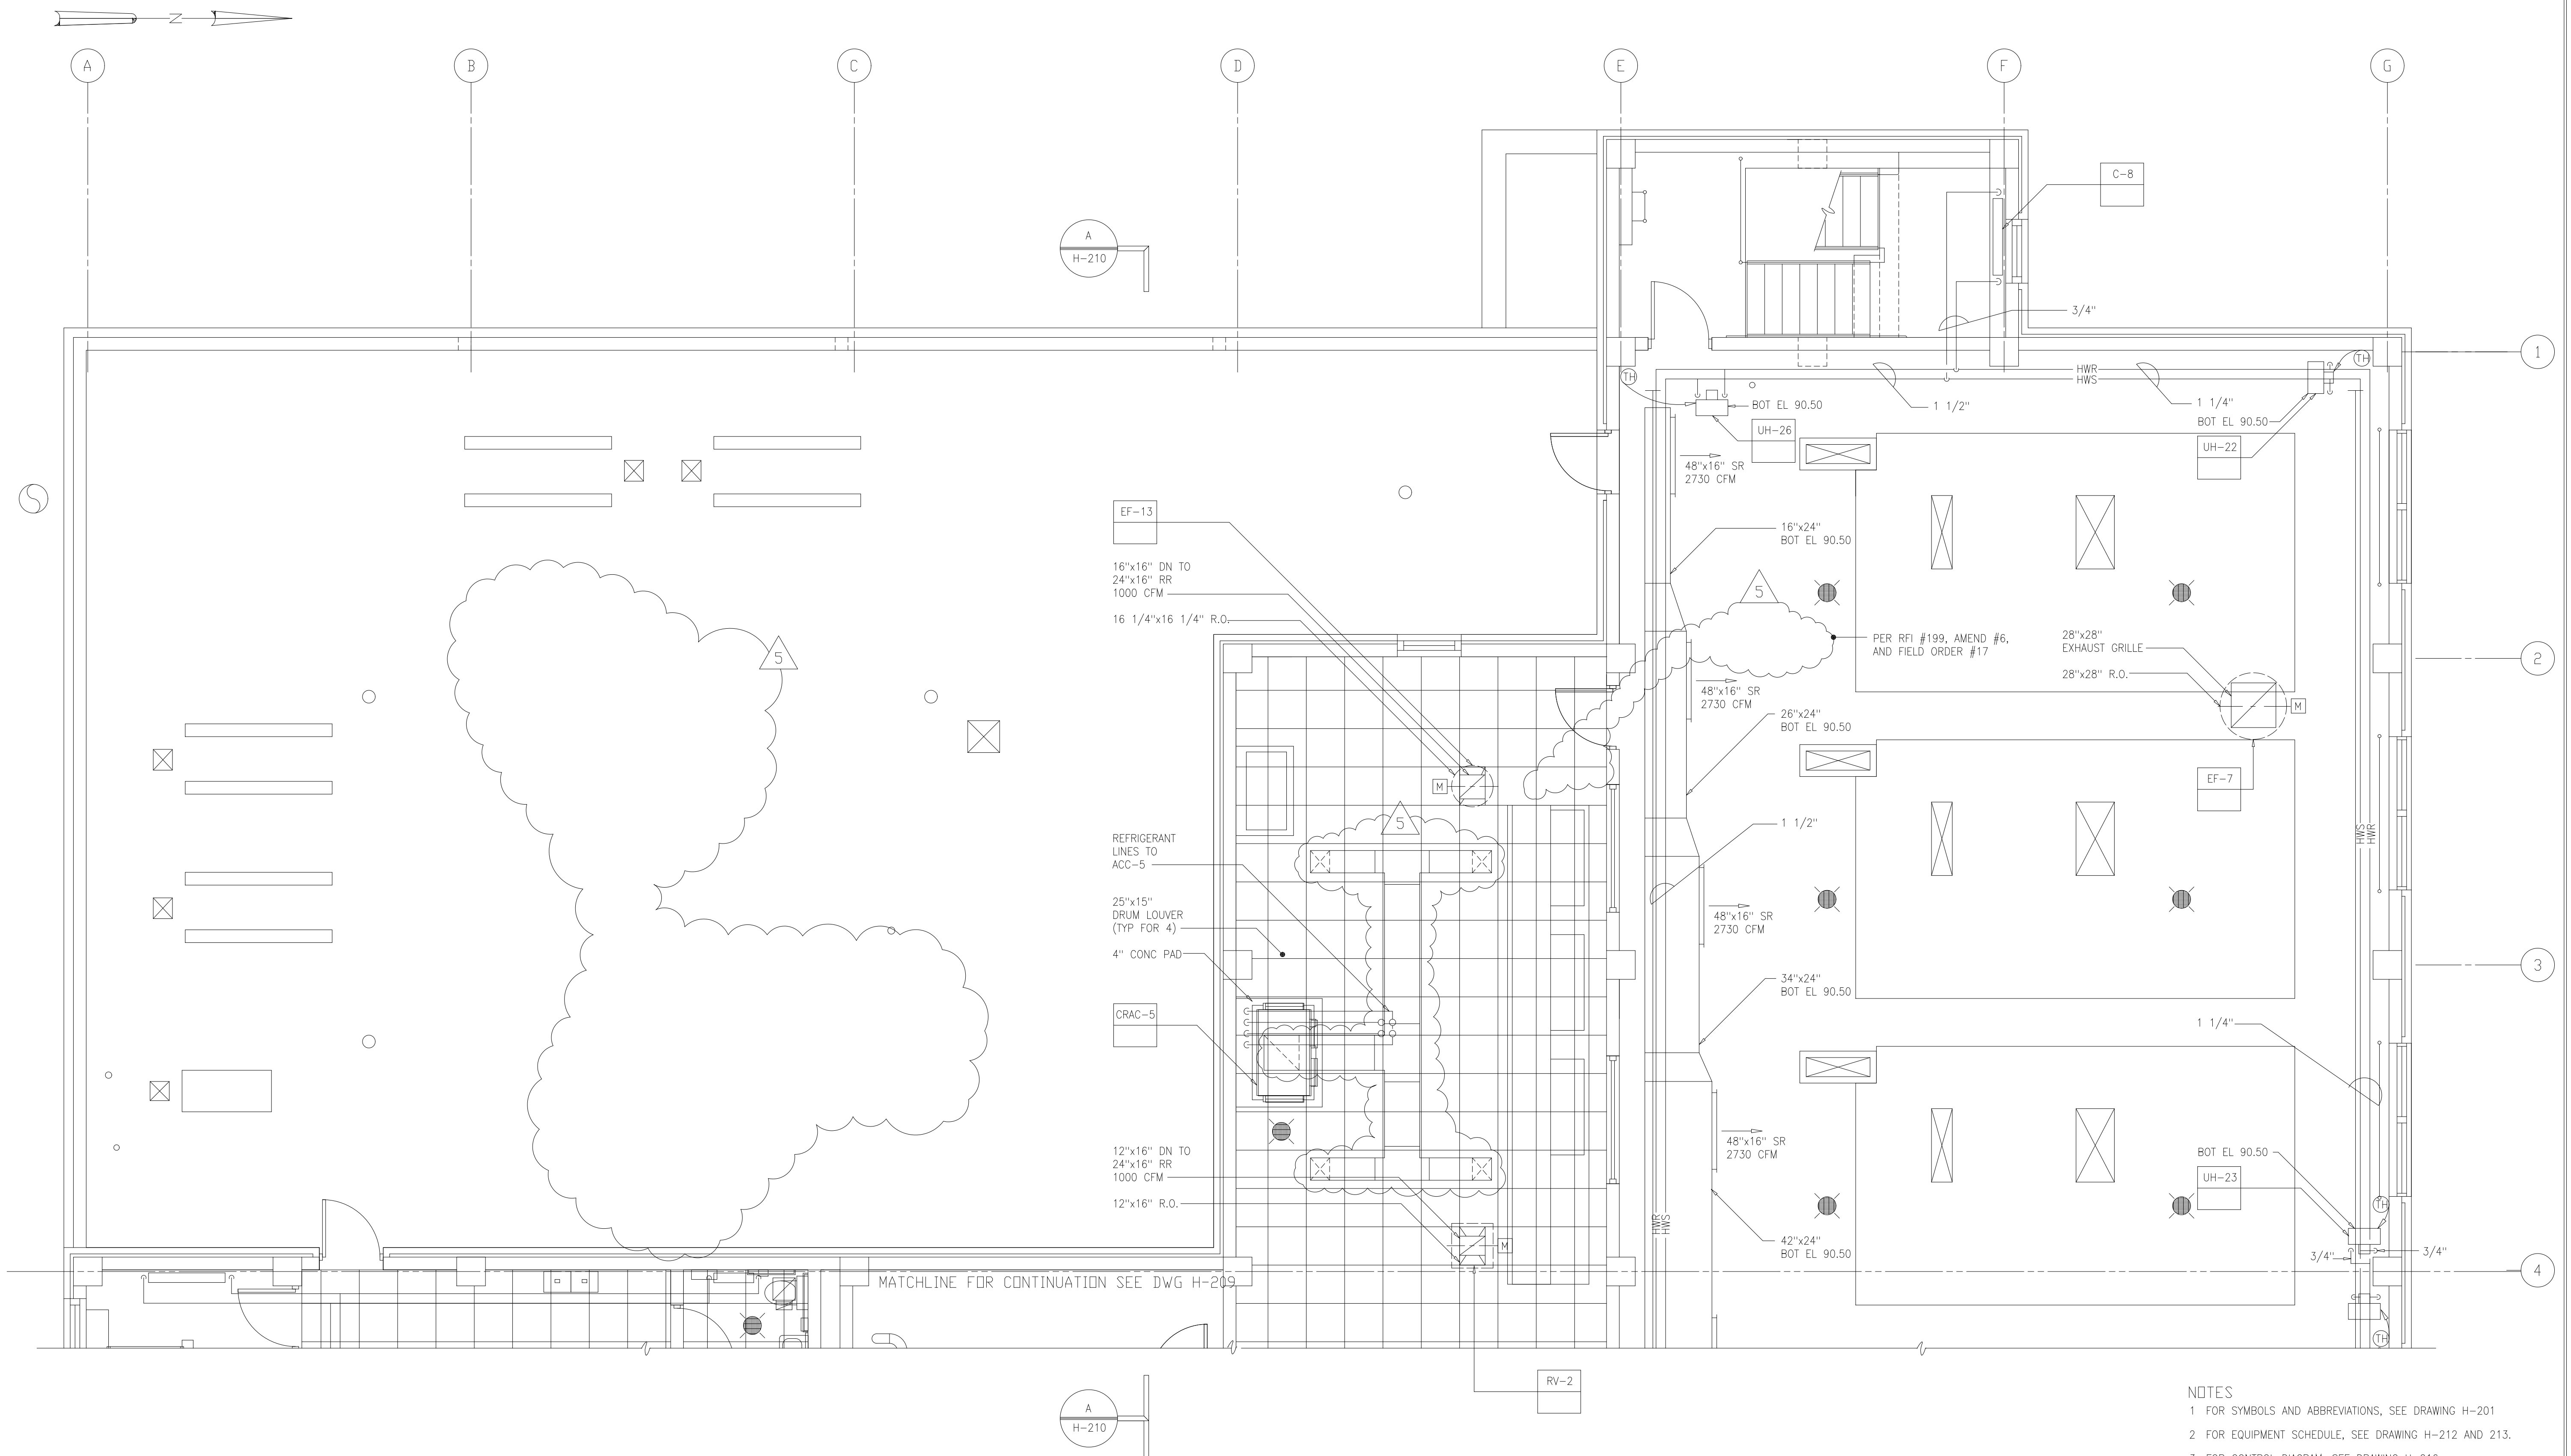 N
A
B
C
D
E
F
G
C-8
A
H-210
3/4"
1
TH
TH
HWR
HWS
BOT EL 90.50
1 1/2"
1 1/4"
BOT EL 90.50
UH-26
UH-22
48"x16" SR
2730 CFM
EF-13
16"x24"
BOT EL 90.50
16"x16" DN TO
24"x16" RR
1000 CFM
16 1/4"x16 1/4" R.O.
5
5
PER RFI #199, AMEND #6,
AND FIELD ORDER #17
28"x28"
EXHAUST GRILLE
28"x28" R.O.
2
48"x16" SR
2730 CFM
M
26"x24"
BOT EL 90.50
M
EF-7
5
1 1/2"
HWS
HWR
REFRIGERANT
LINES TO
ACC-5
25"x15"
DRUM LOUVER
(TYP FOR 4)
48"x16" SR
2730 CFM
4" CONC PAD
3
34"x24"
BOT EL 90.50
CRAC-5
1 1/4"
12"x16" DN TO
24"x16" RR
1000 CFM
48"x16" SR
2730 CFM
BOT EL 90.50
UH-23
12"x16" R.O.
TH
HWR
HWS
M
42"x24"
BOT EL 90.50
3/4"
3/4"
4
MATCHLINE FOR CONTINUATION SEE DWG H-209
TH
RV-2
A
H-210
NOTES
1 FOR SYMBOLS AND ABBREVIATIONS, SEE DRAWING H-201
2 FOR EQUIPMENT SCHEDULE, SEE DRAWING H-212 AND 213.